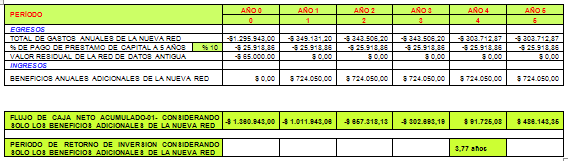 PERÍODO AÑO 0 AÑO 1 AÑO 2 AÑO 3 AÑO 4 AÑO 5
0 1 2 3 4 5
EGRESOS
TOTAL DE GASTOS ANUALES DE LA NUEVA RED -$1.295.943,00 -$ 349.131,20 -$ 343.506,20 -$ 343.506,20 -$ 303.712,87 -$ 303.712,87
% DE PAGO DE PRESTAMO DE CAPITAL A 5 AÑOS % 10 -$ 25.918,86 -$ 25.918,86 -$ 25.918,86 -$ 25.918,86 -$ 25.918,86 -$ 25.918,86
VALOR RESIDUAL DE LA RED DE DATOS ANTIGUA -$ 65.000,00 $ 0,00 $ 0,00 $ 0,00 $ 0,00 $ 0,00
INGRESOS
BENEFICIOS ANUALES ADICIONALES DE LA NUEVA RED $ 0,00 $ 724.050,00 $ 724.050,00 $ 724.050,00 $ 724.050,00 $ 724.050,00
FLUJO DE CAJA NETO ACUMULADO-01- CONSIDERANDO
SOLO LOS BENEFICIOS ADICIONALES DE LA NUEVA RED -$ 1.360.943,00 -$ 1.011.943,06 -$ 657.318,13 -$ 302.693,19 $ 91.725,08 $ 486.143,35
PERIODO DE RETORNO DE INVERSION CONSIDERANDO
SOLO LOS BENEFICIOS ADICIONALES DE LA NUEVA RED 3,77 años